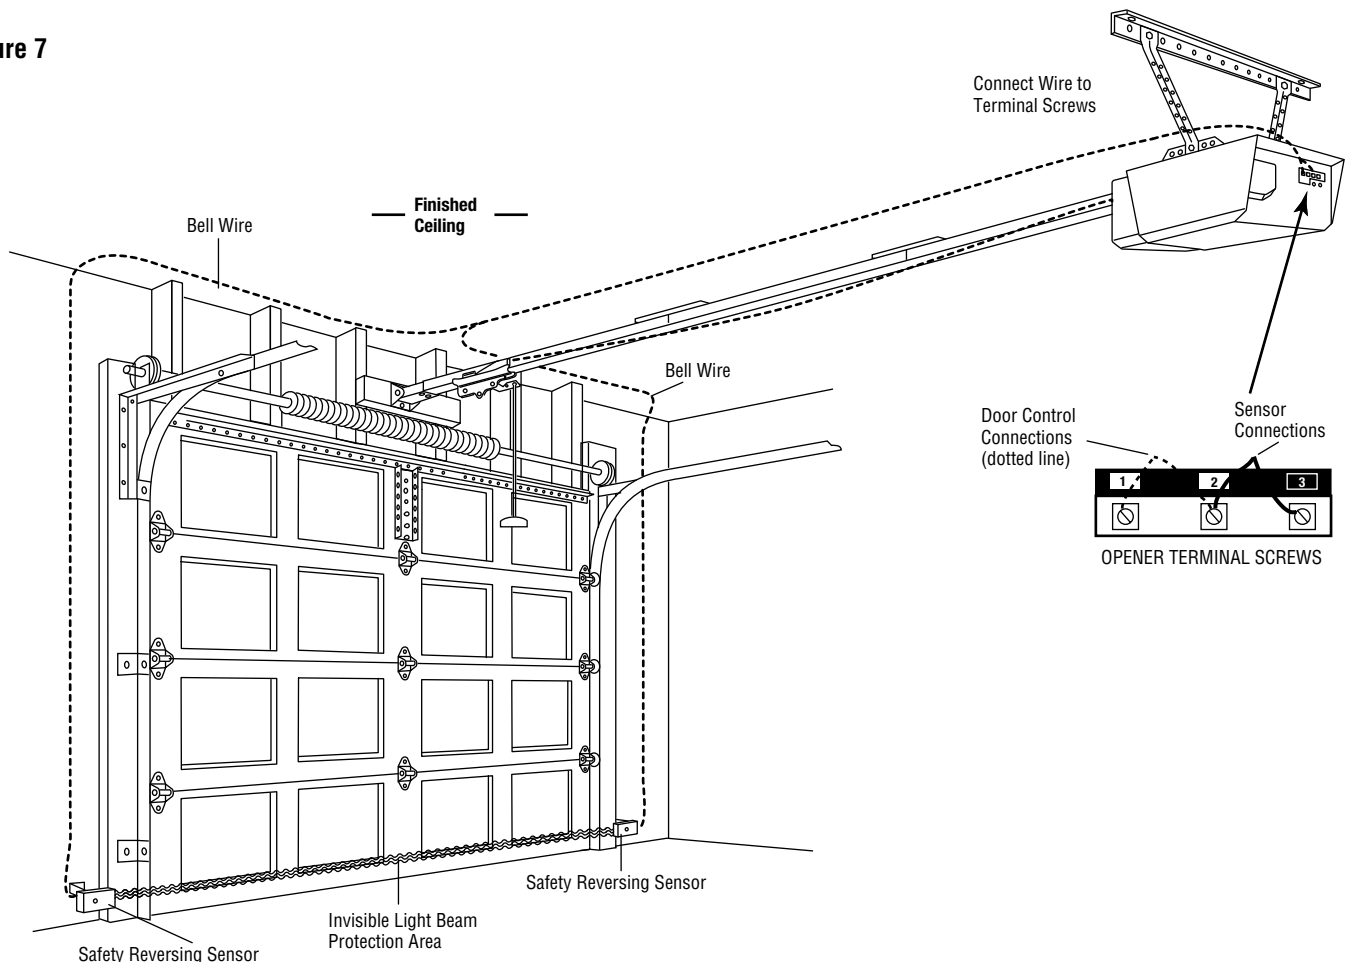 7
Connect Wire to
Terminal Screws
Finished
Ceiling
Bell Wire
Bell Wire
Door Control
Connections
(dotted line)
Sensor
Connections
1 2 3
OPENER TERMINAL SCREWS
Safety Reversing Sensor
Invisible Light Beam
Protection Area
Safety Reversing Sensor